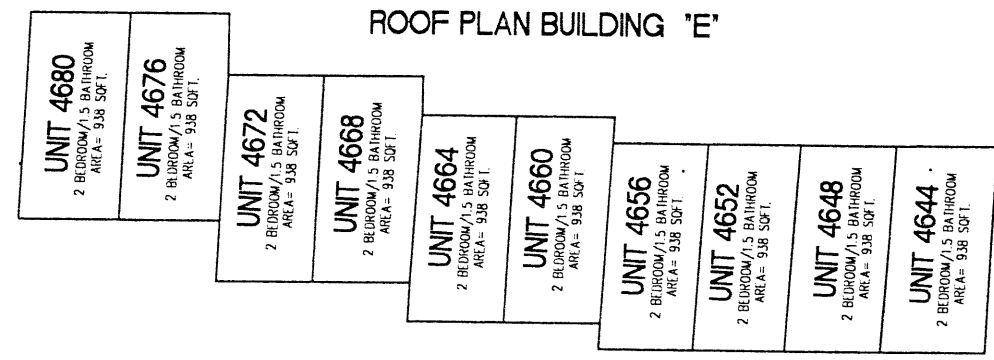 ROOF PLAN BUILDING "E"
UNIT 4680
2 BEDROOM/1.5 BATHROOM
AREA= 938 SQFT.
UNIT 4676
2 BEDROOM/1.5 BATHROOM
AREA= 938 SQFT.
UNIT 4672
2 BEDROOM/1.5 BATHROOM
AREA= 938 SQFT.
UNIT 4668
2 BEDROOM/1.5 BATHROOM
AREA= 938 SQFT.
UNIT 4664
2 BEDROOM/1.5 BATHROOM
AREA= 938 SQFT.
UNIT 4660
2 BEDROOM/1.5 BATHROOM
AREA= 938 SQFT.
UNIT 4656
2 BEDROOM/1.5 BATHROOM
AREA= 938 SQFT.
UNIT 4652
2 BEDROOM/1.5 BATHROOM
AREA= 938 SQFT.
UNIT 4648
2 BEDROOM/1.5 BATHROOM
AREA= 938 SQFT.
UNIT 4644
2 BEDROOM/1.5 BATHROOM
AREA= 938 SQFT.